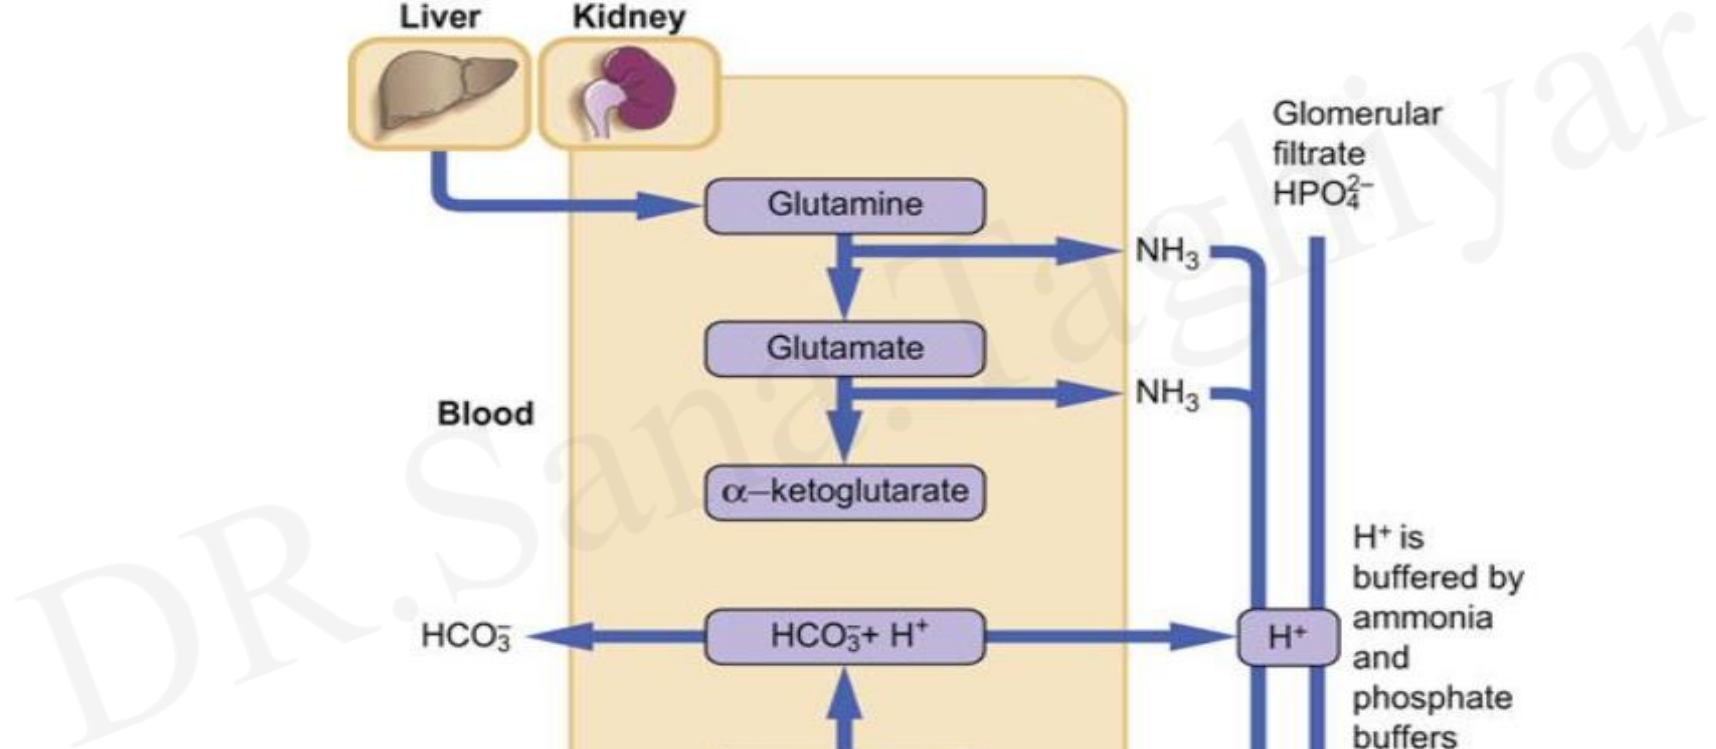 Liver
Kidney
Glomerular
filtrate
HPO₄²⁻
Glutamine
NH₃
Glutamate
NH₃
Blood
α–ketoglutarate
H⁺ is
buffered by
ammonia
and
phosphate
buffers
HCO₃⁻
HCO₃⁻+ H⁺
H⁺
DR.Sana.Taghiyar